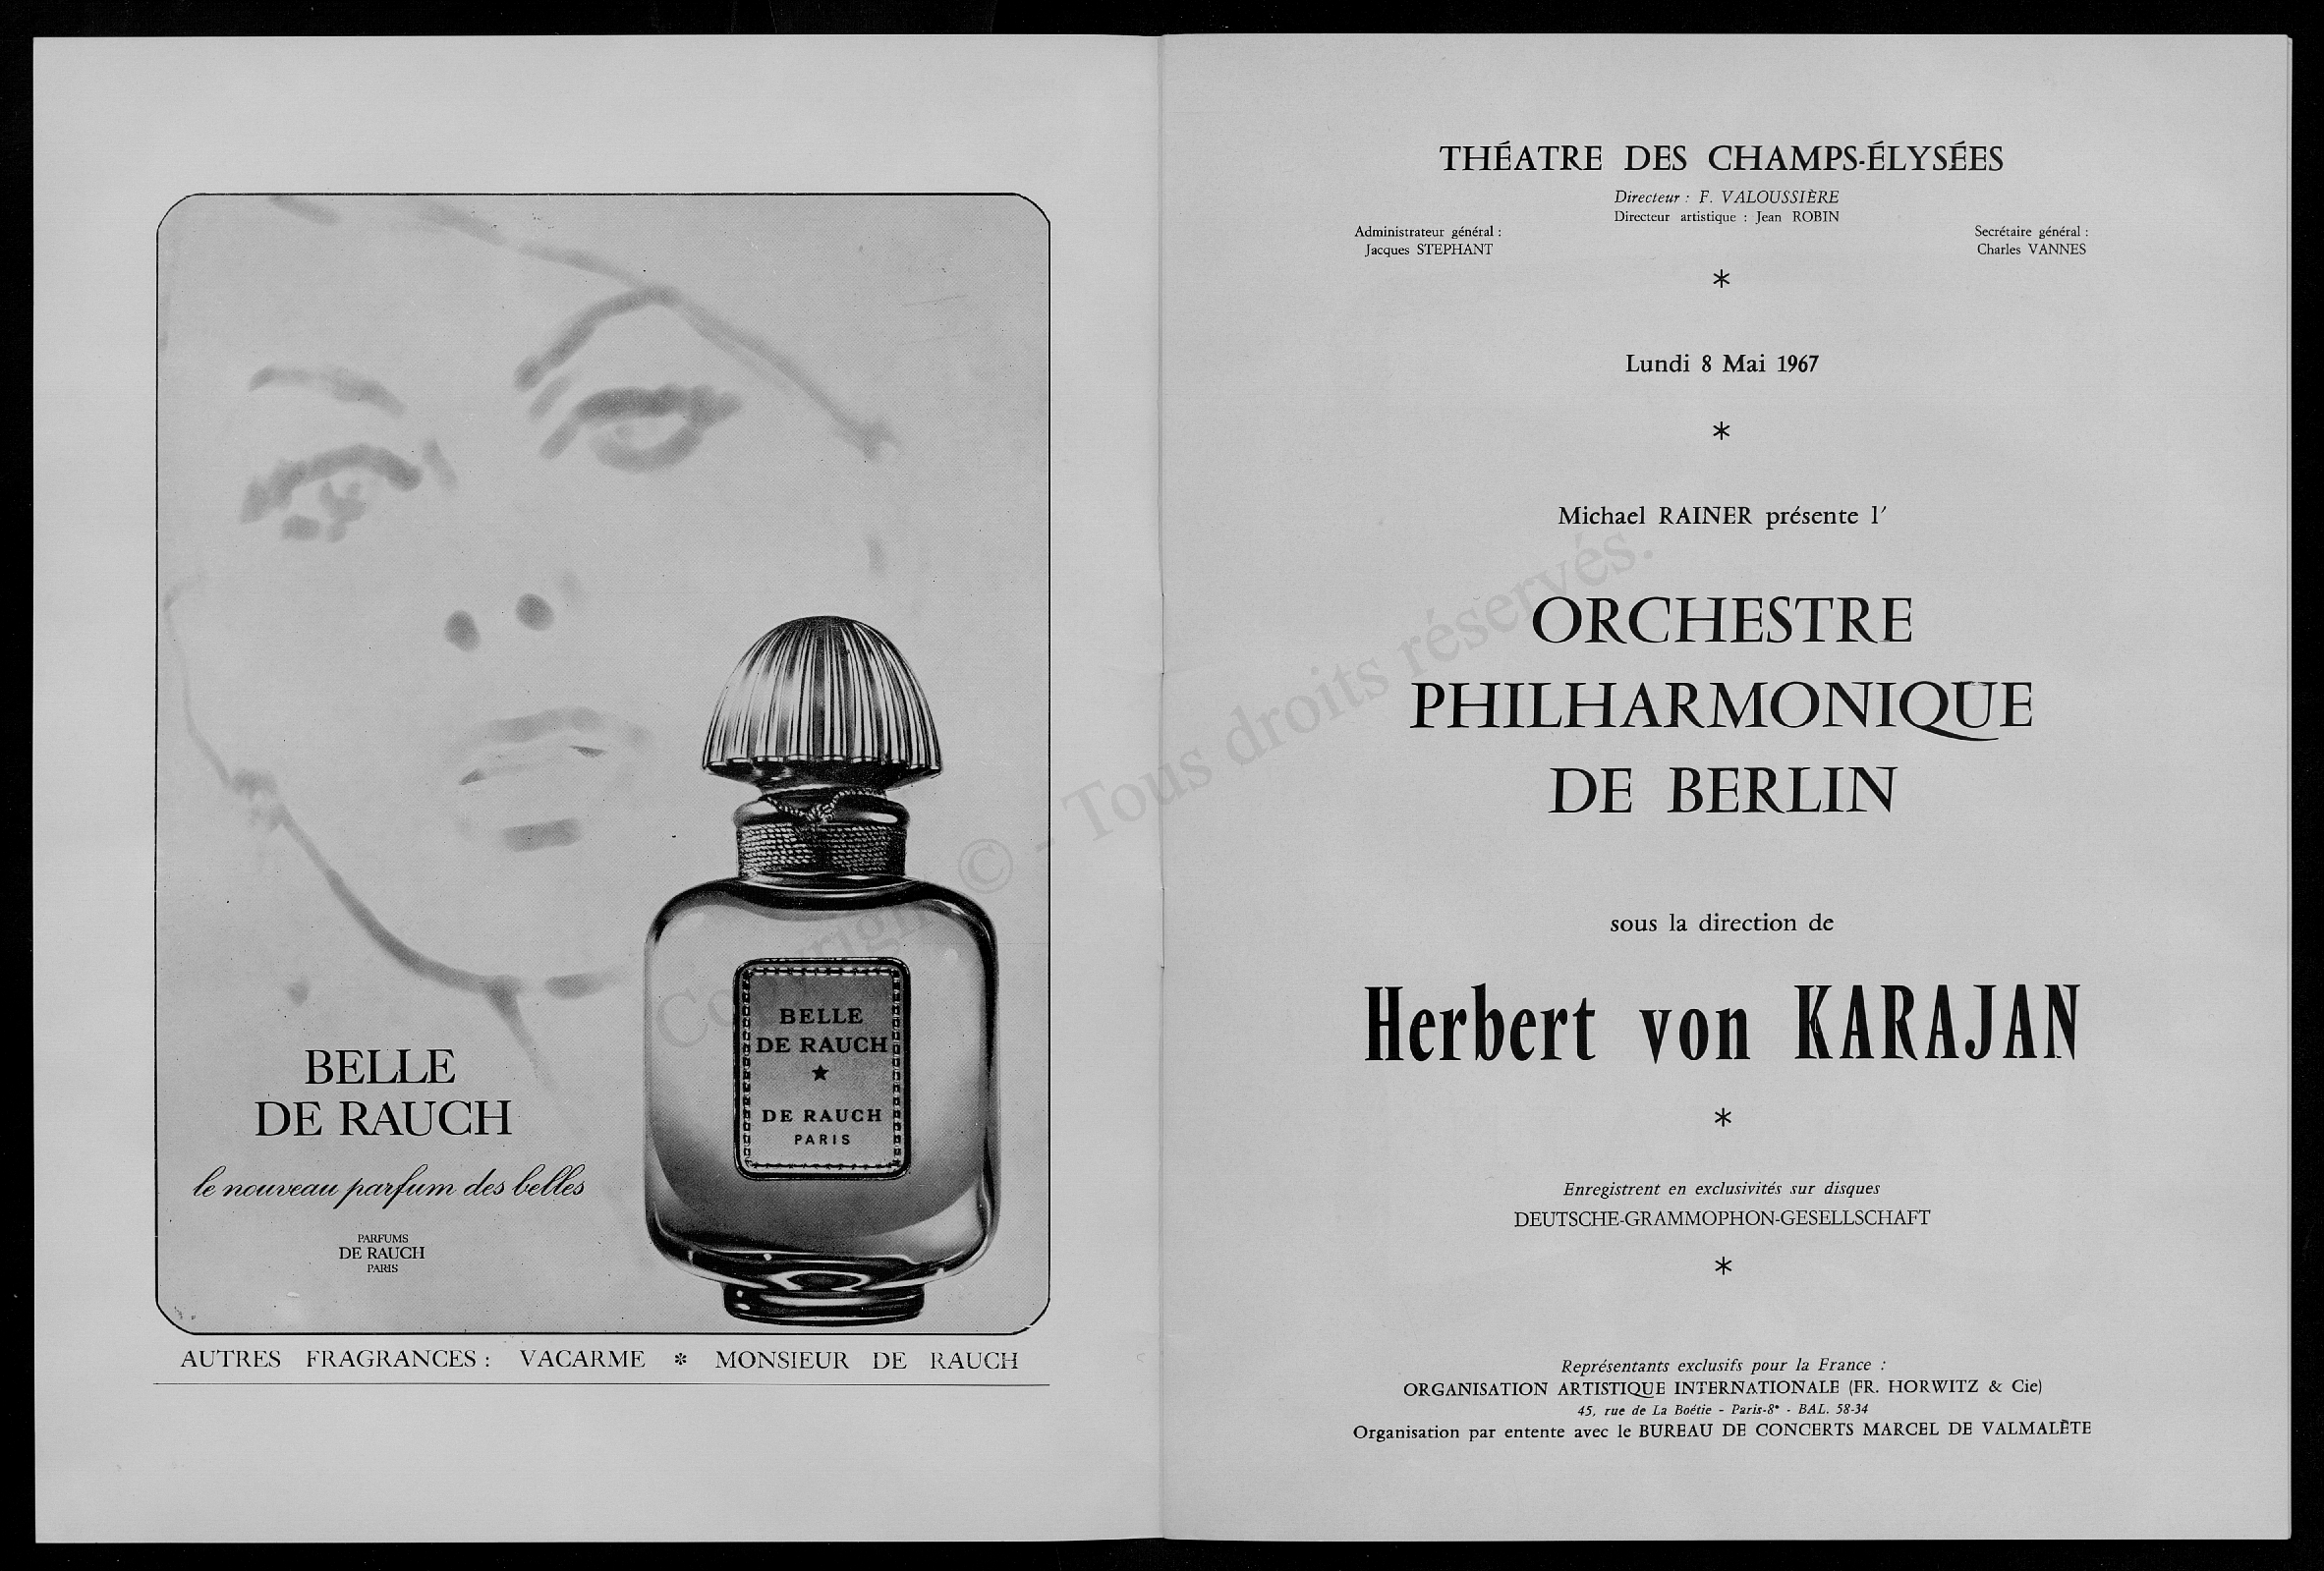 BELLE
DE RAUCH
le nouveau parfum des belles
PARFUMS
DE RAUCH
PARIS
BELLE
DE RAUCH
★
DE RAUCH
PARIS
AUTRES FRAGRANCES : VACARME * MONSIEUR DE RAUCH
THÉATRE DES CHAMPS-ÉLYSÉES
Directeur : F. VALOUSSIÈRE
Directeur artistique : Jean ROBIN
Administrateur général :
Jacques STEPHANT
Secrétaire général :
Charles VANNES
*
Lundi 8 Mai 1967
*
Michael RAINER présente l'
ORCHESTRE
PHILHARMONIQUE
DE BERLIN
sous la direction de
Herbert von KARAJAN
*
Enregistrent en exclusivités sur disques
DEUTSCHE-GRAMMOPHON-GESELLSCHAFT
*
Représentants exclusifs pour la France :
ORGANISATION ARTISTIQUE INTERNATIONALE (FR. HORWITZ & Cie)
45, rue de La Boétie - Paris-8e - BAL. 58-34
Organisation par entente avec le BUREAU DE CONCERTS MARCEL DE VALMALÈTE
Copyright © - Tous droits réservés.